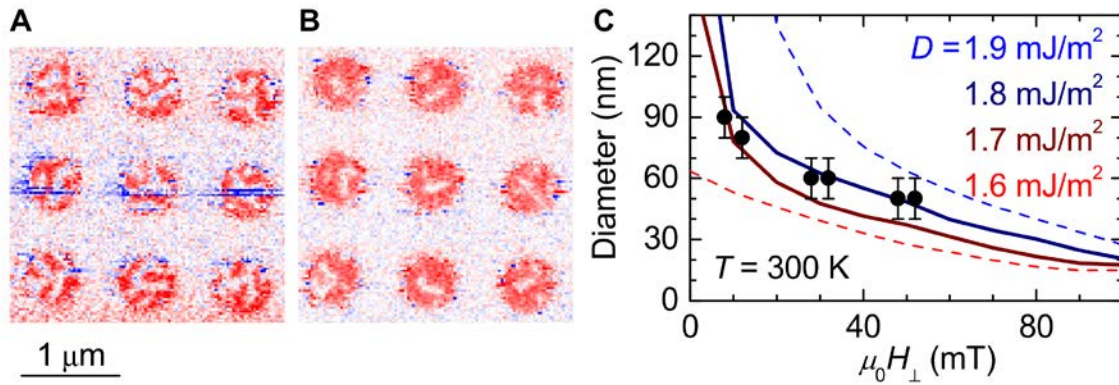 A
B
C
1 μm
Diameter (nm)
120
90
60
30
0
D = 1.9 mJ/m²
1.8 mJ/m²
1.7 mJ/m²
1.6 mJ/m²
T = 300 K
0 40 80
μ₀H⊥ (mT)